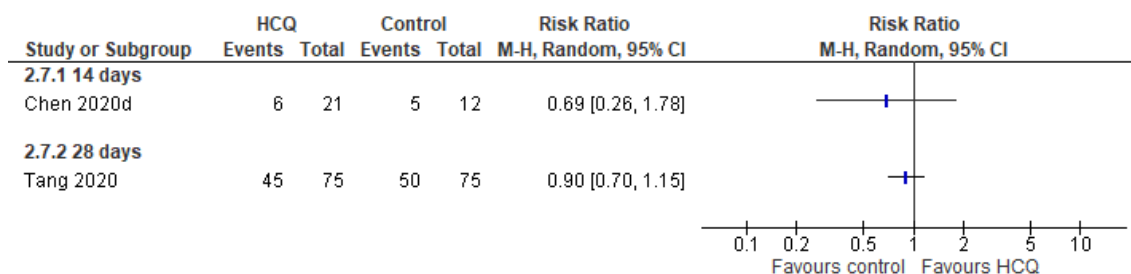 HCQ Control Risk Ratio Risk Ratio
Study or Subgroup Events Total Events Total M-H, Random, 95% CI M-H, Random, 95% CI
2.7.1 14 days
Chen 2020d 6 21 5 12 0.69 [0.26, 1.78]
2.7.2 28 days
Tang 2020 45 75 50 75 0.90 [0.70, 1.15]
0.1 0.2 0.5 1 2 5 10
Favours control Favours HCQ